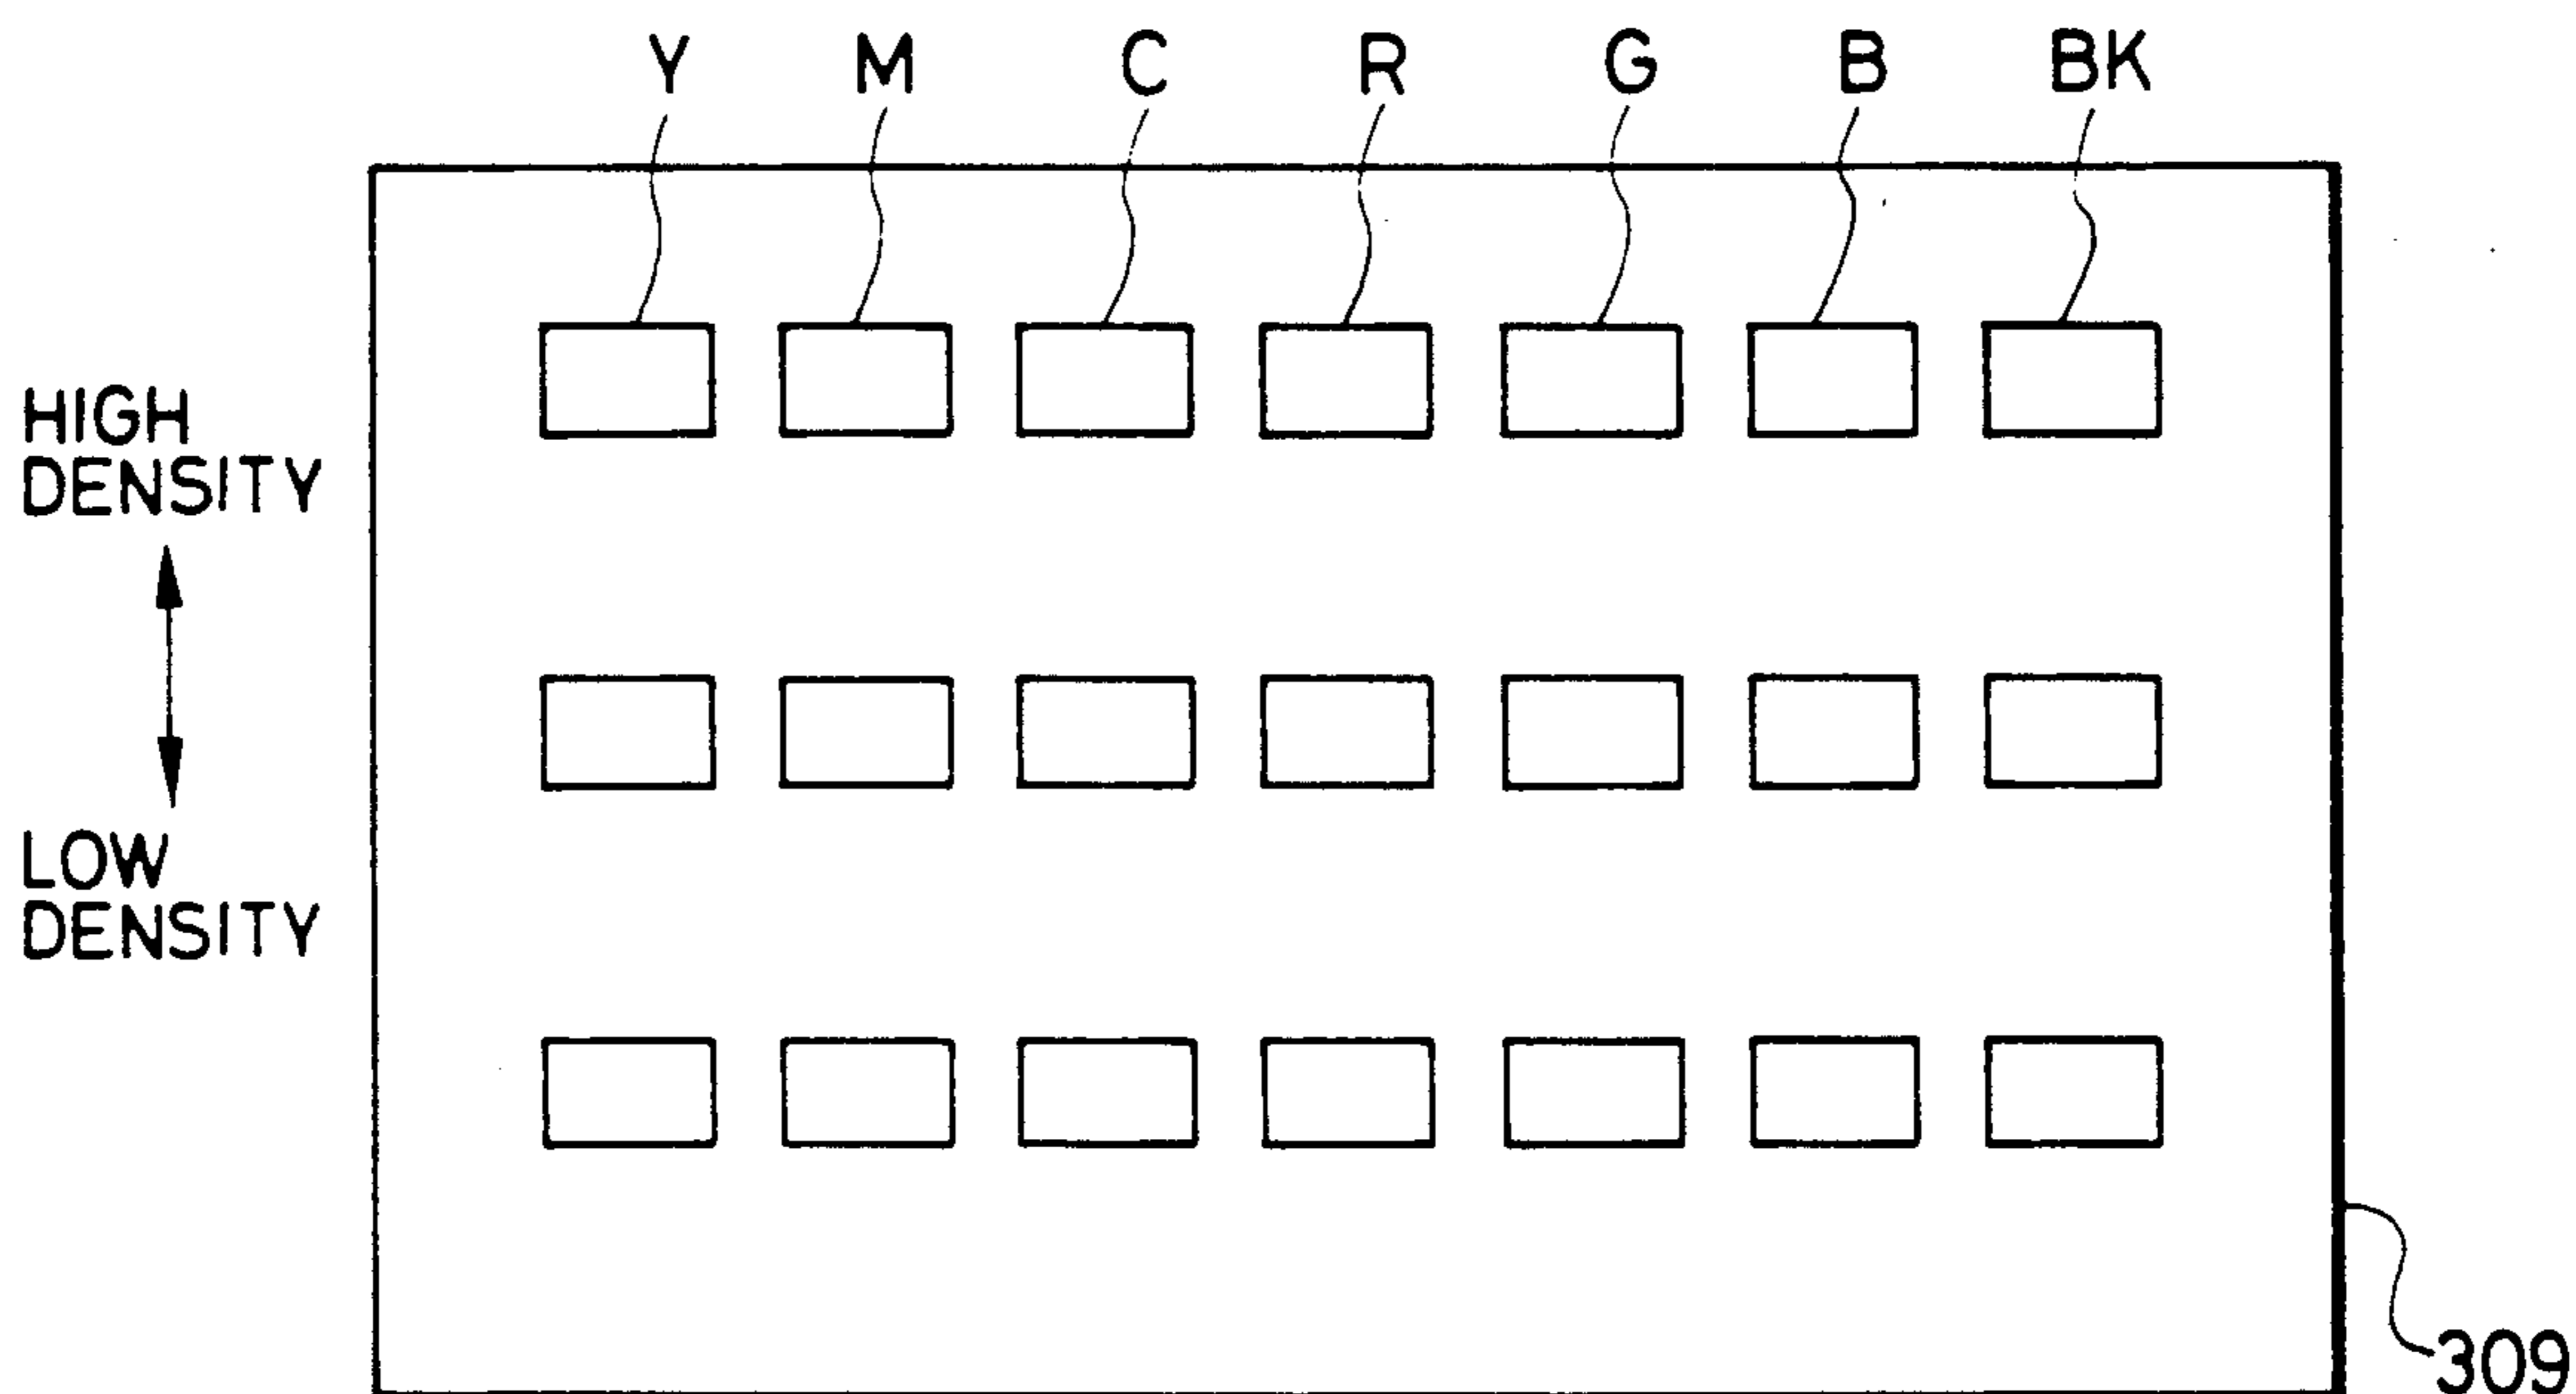 Y M C R G B BK
HIGH
DENSITY
LOW
DENSITY
309